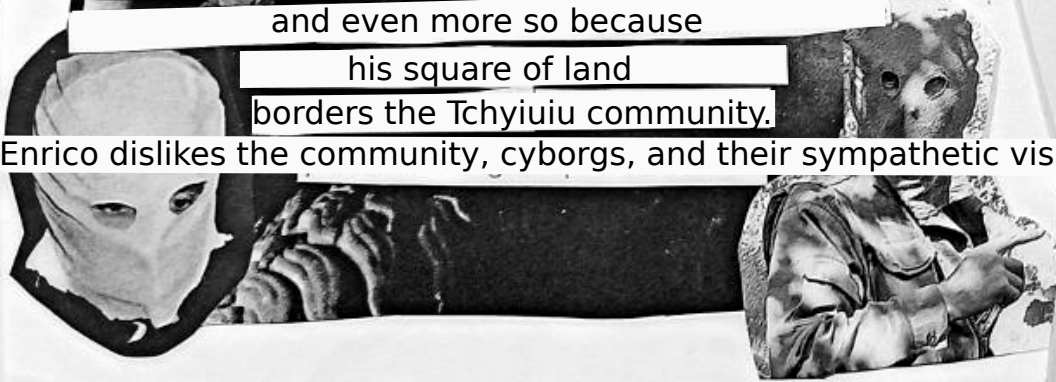 and even more so because
his square of land
borders the Tchyiuiu community.
Enrico dislikes the community, cyborgs, and their sympathetic vis